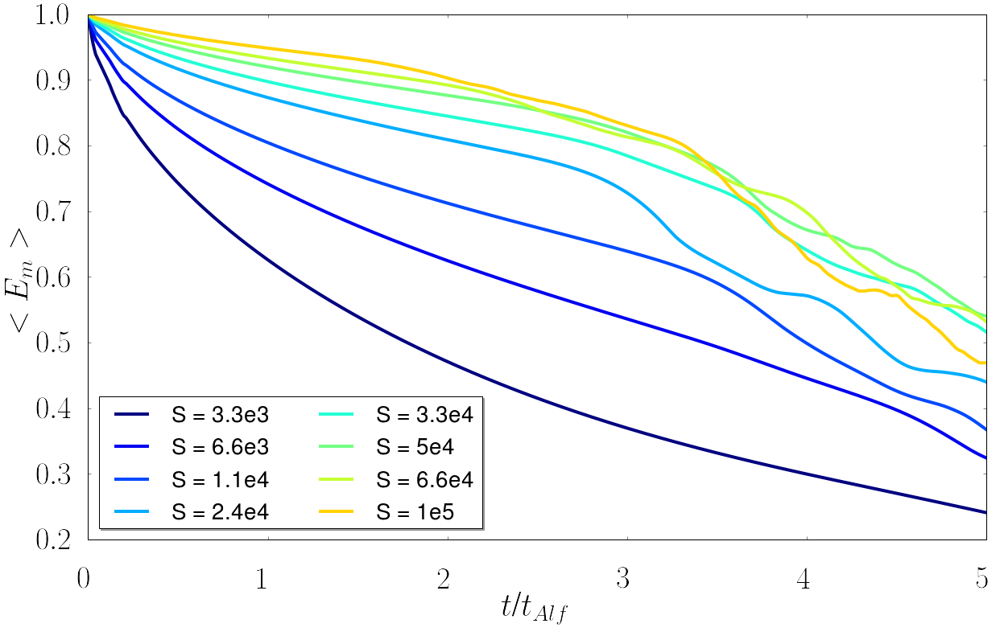 1.0
0.9
0.8
0.7
0.6
0.5
0.4
0.3
0.2
< E_m >
S = 3.3e3
S = 6.6e3
S = 1.1e4
S = 2.4e4
S = 3.3e4
S = 5e4
S = 6.6e4
S = 1e5
0 1 2 3 4 5
t/t_{Alf}